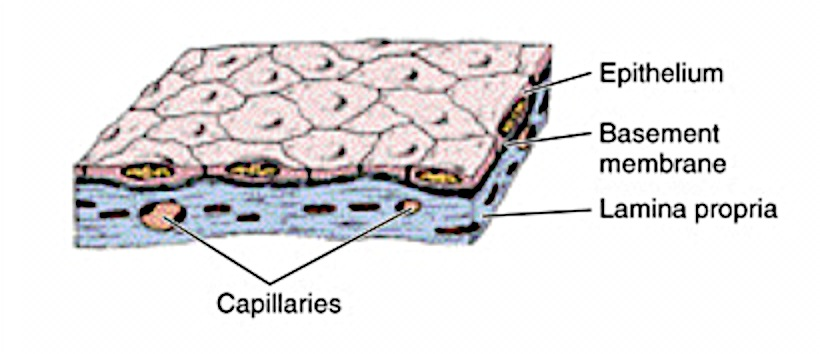 Epithelium
Basement
membrane
Lamina propria
Capillaries